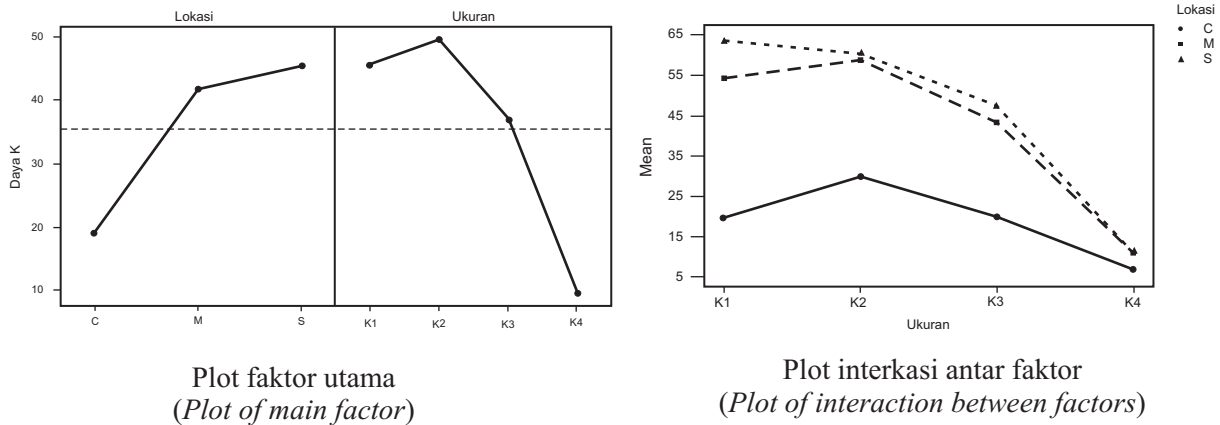 Lokasi
Ukuran
Daya K
50
40
30
20
10
C
M
S
K1
K2
K3
K4
Plot faktor utama
(Plot of main factor)
Lokasi
C
M
S
Mean
65
55
45
35
25
15
5
K1
K2
K3
K4
Ukuran
Plot interkasi antar faktor
(Plot of interaction between factors)